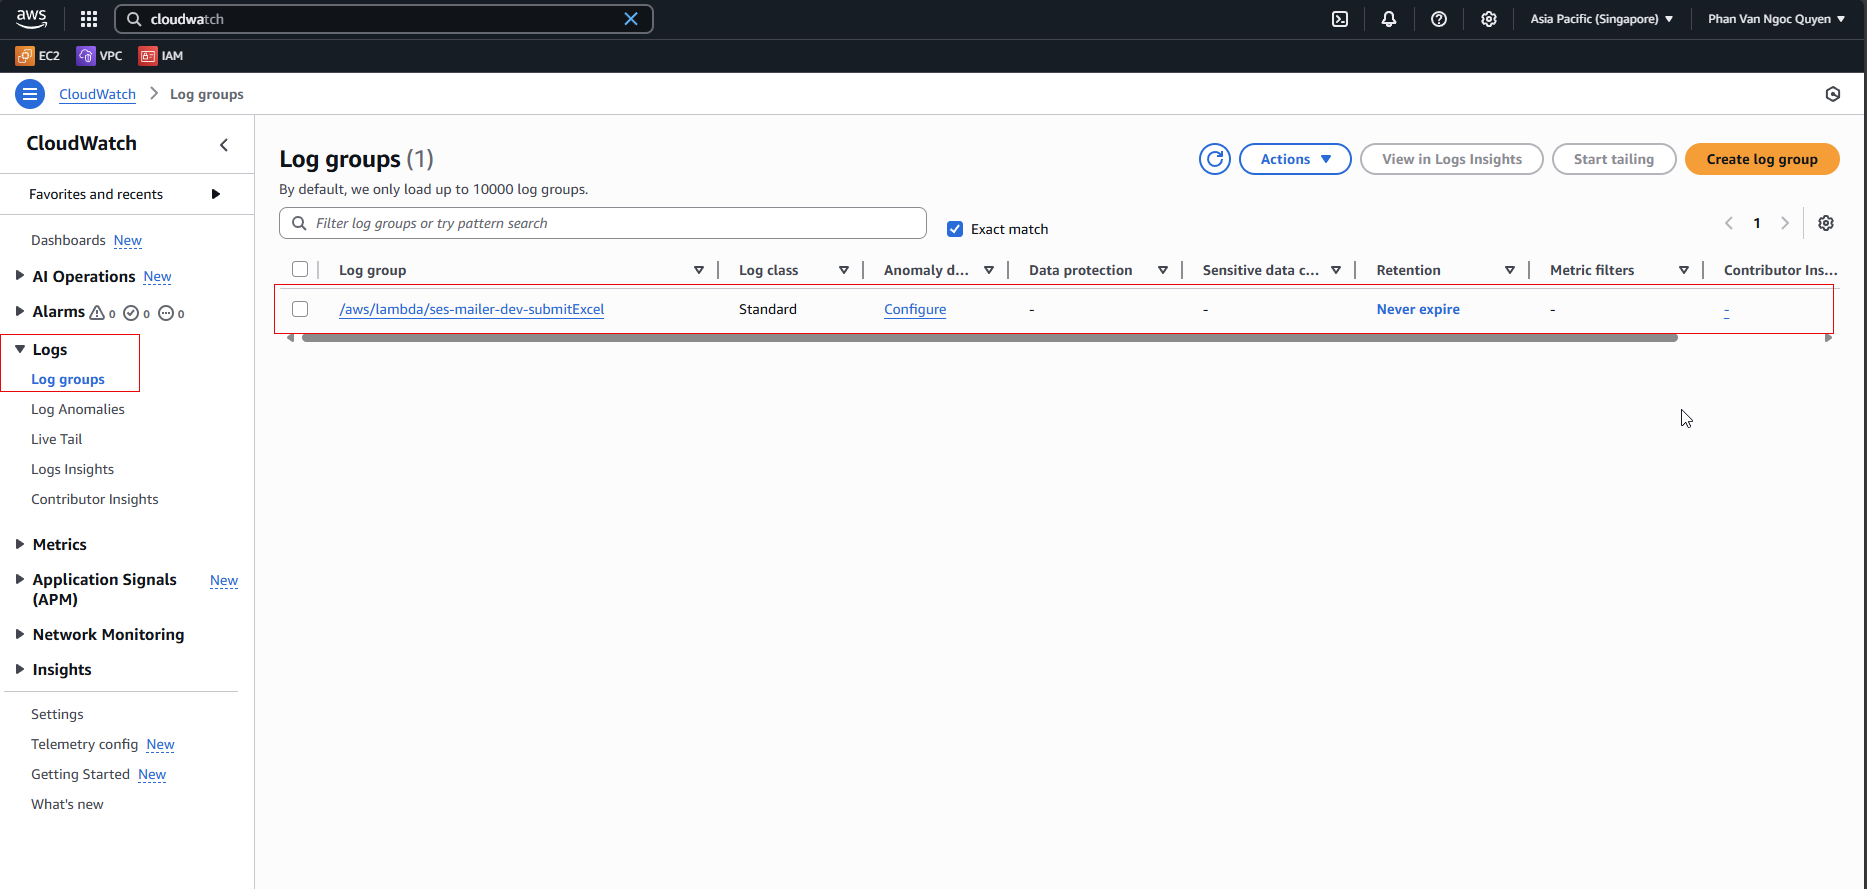 aws
cloudwatch
Asia Pacific (Singapore)
Phan Van Ngoc Quyen
EC2
VPC
IAM
CloudWatch
Log groups
CloudWatch
Favorites and recents
Dashboards New
AI Operations New
Alarms 0 0 0
Logs
Log groups
Log Anomalies
Live Tail
Logs Insights
Contributor Insights
Metrics
Application Signals New
(APM)
Network Monitoring
Insights
Settings
Telemetry config New
Getting Started New
What's new
Log groups (1)
Actions
View in Logs Insights
Start tailing
Create log group
By default, we only load up to 10000 log groups.
Filter log groups or try pattern search
Exact match
1
Log group
Log class
Anomaly d...
Data protection
Sensitive data c...
Retention
Metric filters
Contributor Ins...
/aws/lambda/ses-mailer-dev-submitExcel
Standard
Configure
-
-
Never expire
-
-